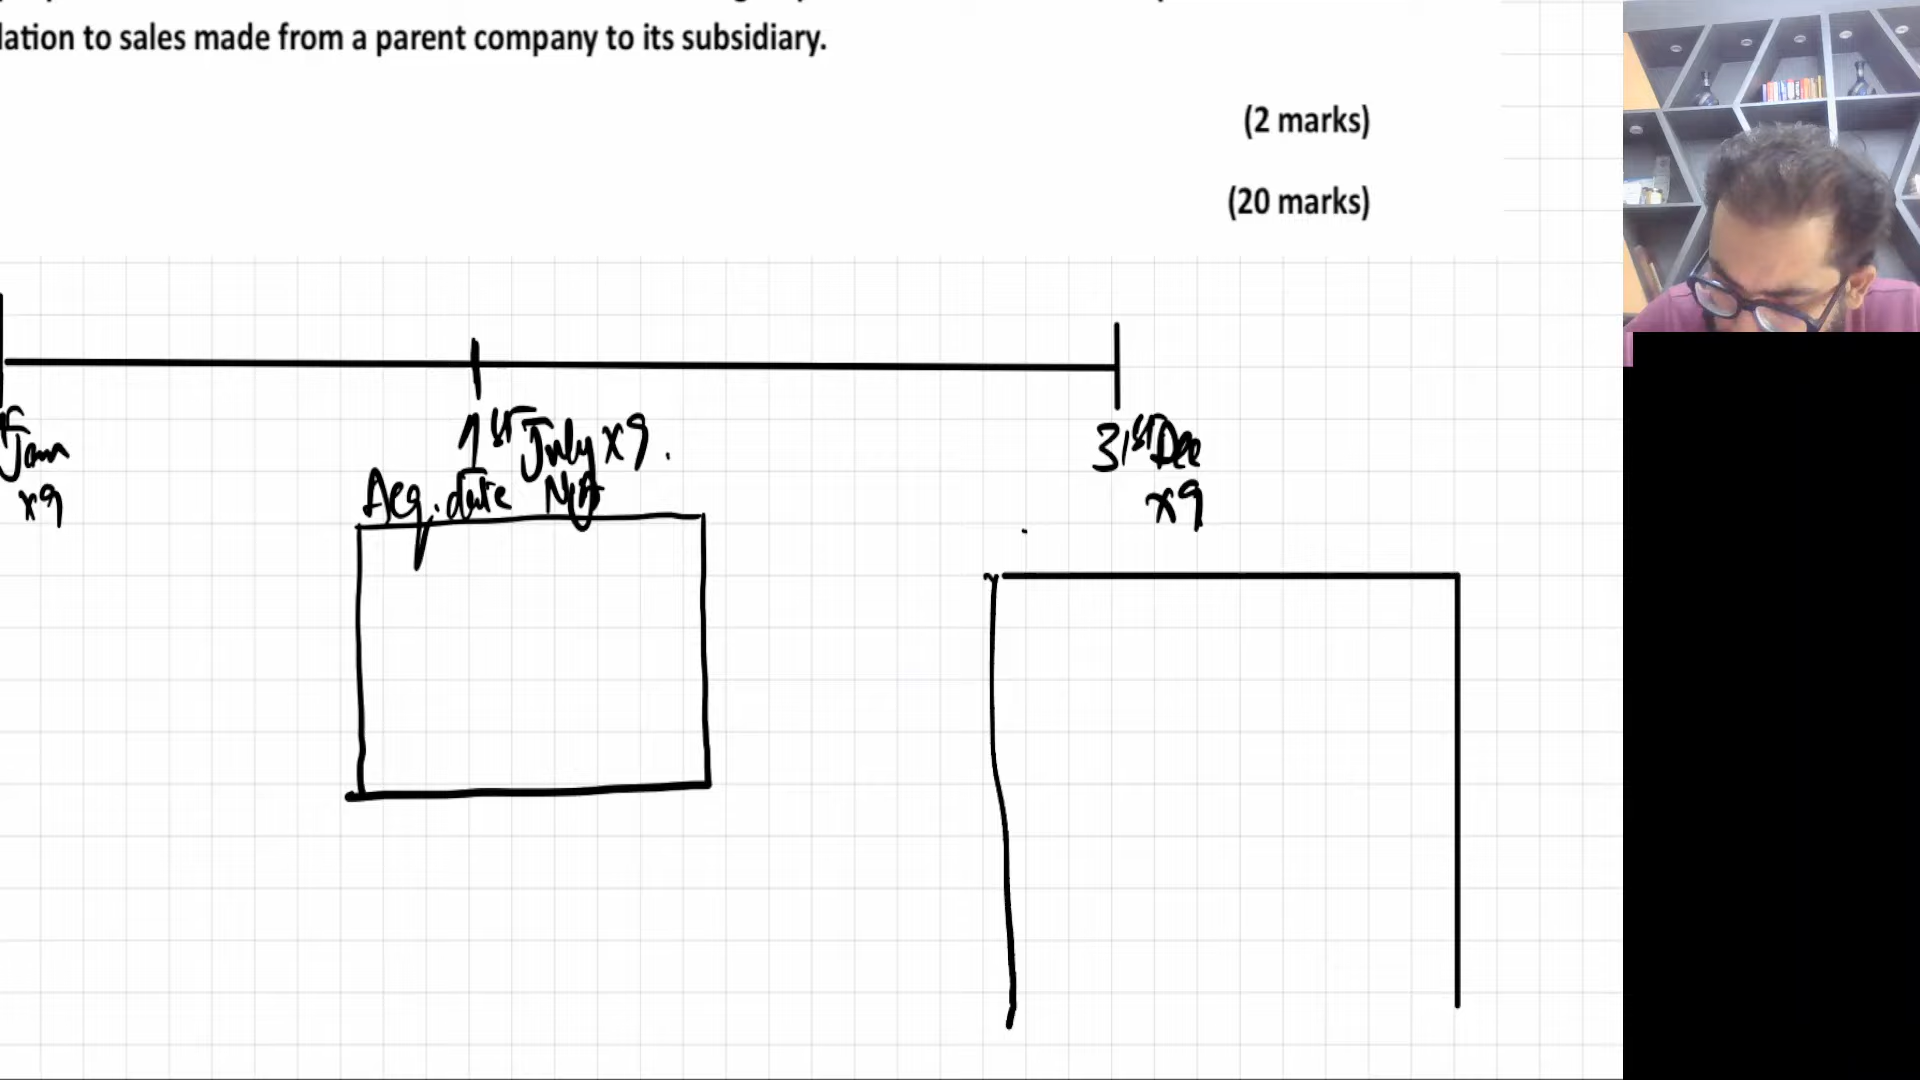 lation to sales made from a parent company to its subsidiary.
(2 marks)
(20 marks)
Jan
x9
1st July x9.
Acq. date NA
31st Dec
x9